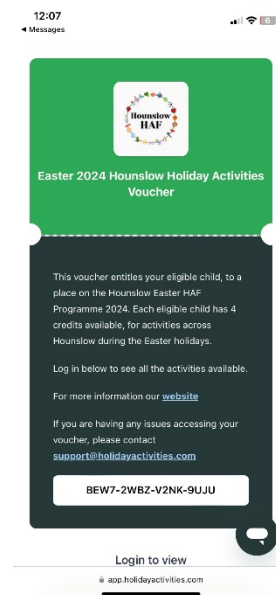 12:07
◀ Messages
6
Hounslow
HAF
Easter 2024 Hounslow Holiday Activities
Voucher
This voucher entitles your eligible child, to a
place on the Hounslow Easter HAF
Programme 2024. Each eligible child has 4
credits available, for activities across
Hounslow during the Easter holidays.
Log in below to see all the activities available.
For more information our website
If you are having any issues accessing your
voucher, please contact
support@holidayactivities.com
BEW7-2WBZ-V2NK-9UJU
Login to view
app.holidayactivities.com